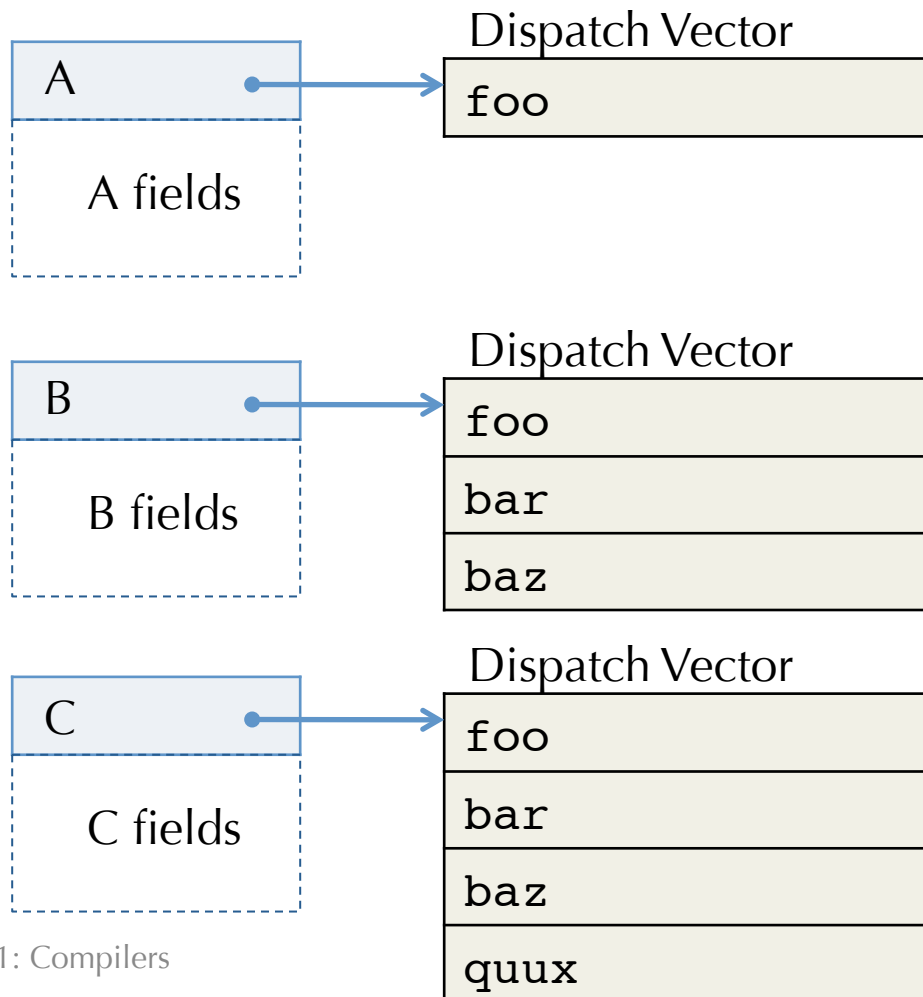 Dispatch Vector
A
foo
A fields
Dispatch Vector
B
foo
bar
B fields
baz
Dispatch Vector
C
foo
bar
C fields
baz
1: Compilers
quux